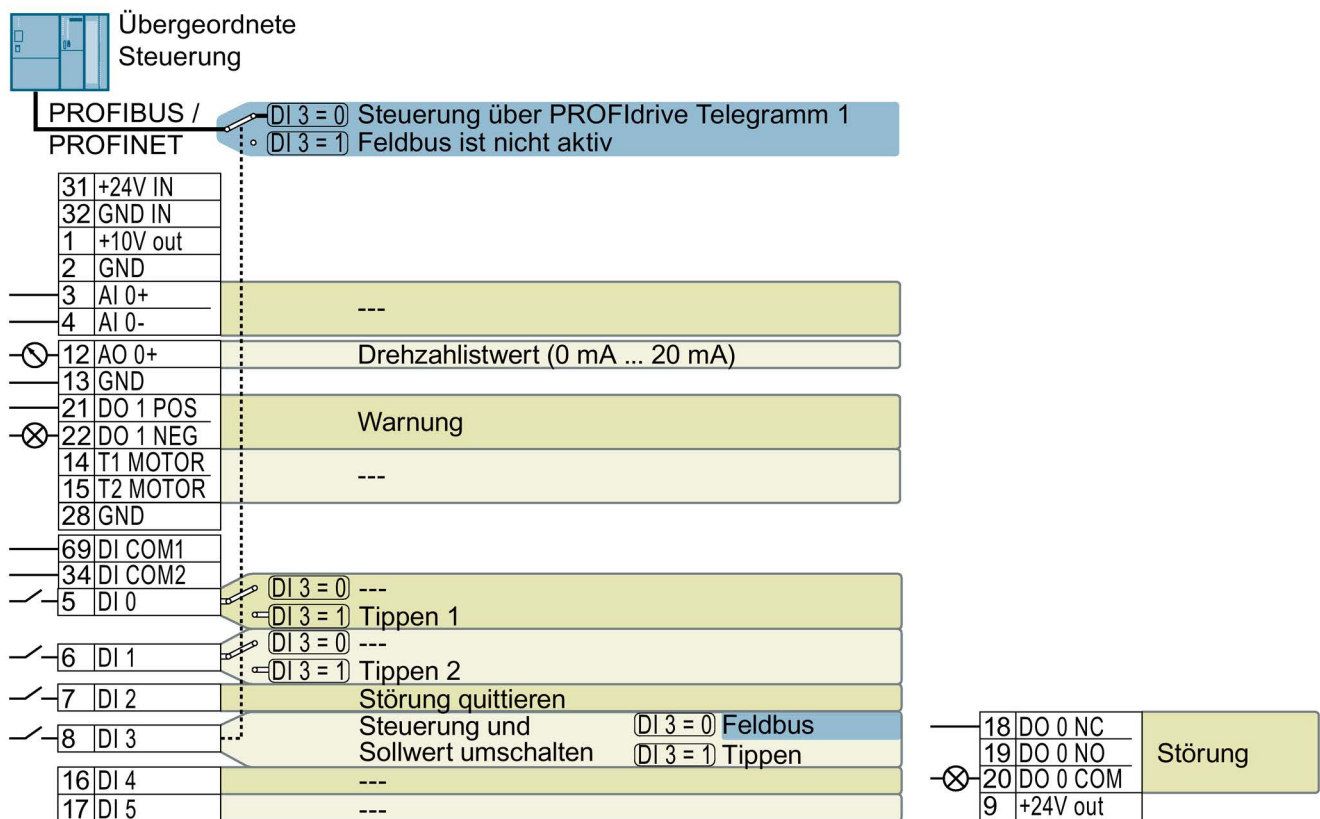 Übergeordnete
Steuerung
PROFIBUS /
PROFINET
DI 3 = 0 Steuerung über PROFIdrive Telegramm 1
DI 3 = 1 Feldbus ist nicht aktiv
31 +24V IN
32 GND IN
1 +10V out
2 GND
3 AI 0+
4 AI 0-
---
12 AO 0+ Drehzahlistwert (0 mA ... 20 mA)
13 GND
21 DO 1 POS
22 DO 1 NEG
Warnung
14 T1 MOTOR
15 T2 MOTOR
---
28 GND
69 DI COM1
34 DI COM2
5 DI 0
DI 3 = 0 ---
DI 3 = 1 Tippen 1
6 DI 1
DI 3 = 0 ---
DI 3 = 1 Tippen 2
7 DI 2 Störung quittieren
8 DI 3
Steuerung und
Sollwert umschalten
DI 3 = 0 Feldbus
DI 3 = 1 Tippen
16 DI 4 ---
17 DI 5 ---
18 DO 0 NC
19 DO 0 NO
20 DO 0 COM
Störung
9 +24V out